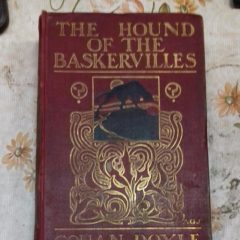 THE HOUND
OF THE
BASKERVILLES
CONAN DOYLE